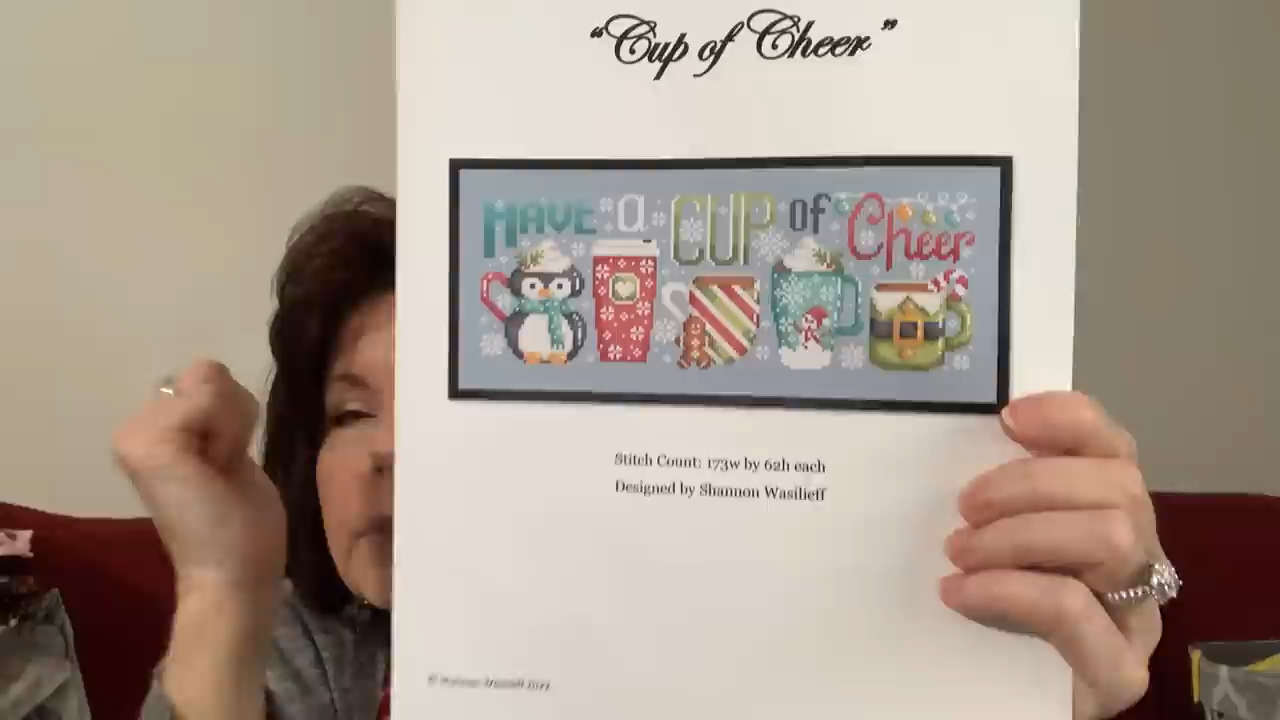 “Cup of Cheer”
HAVE a CUP of Cheer
Stitch Count: 173w by 62h each
Designed by Shannon Wasilieff